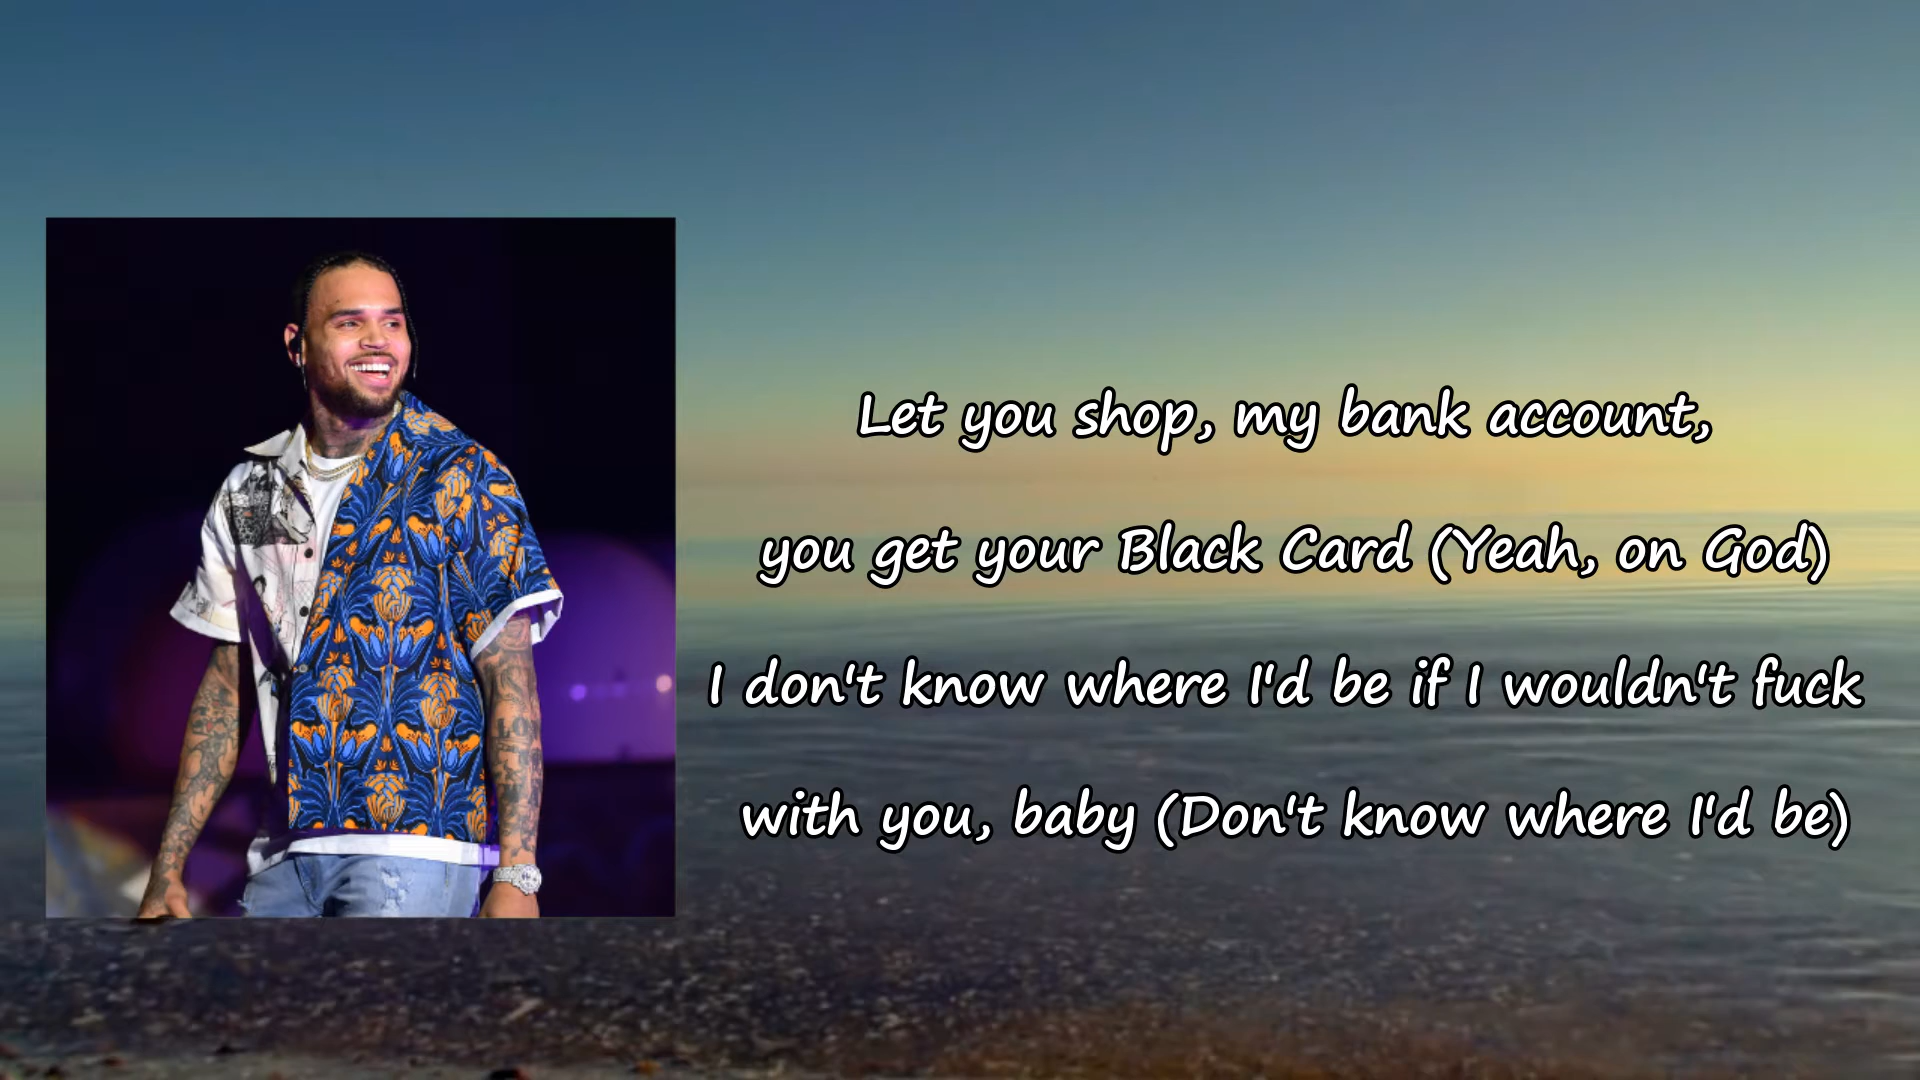 Let you shop, my bank account,
you get your Black Card (Yeah, on God)
I don't know where I'd be if I wouldn't fuck
with you, baby (Don't know where I'd be)